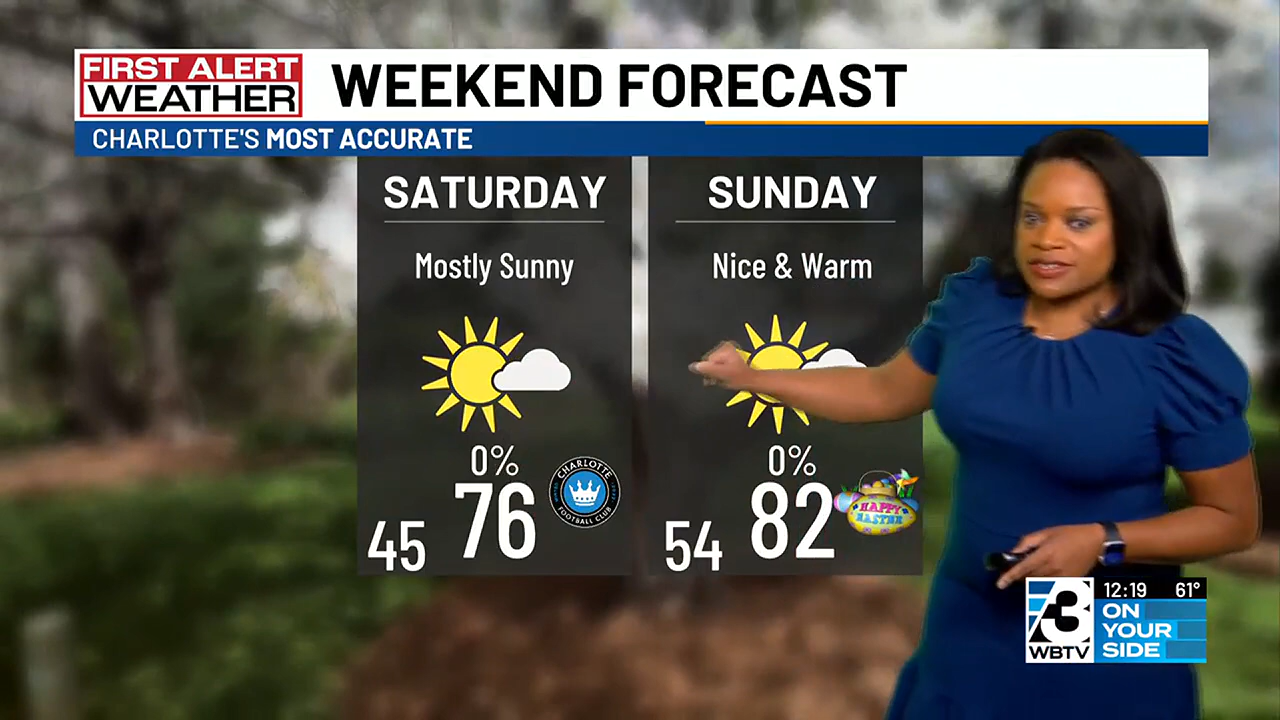 FIRST ALERT
WEATHER
WEEKEND FORECAST
CHARLOTTE'S MOST ACCURATE
SATURDAY
Mostly Sunny
0%
45
76
CHARLOTTE
FOOTBALL CLUB
SUNDAY
Nice & Warm
0%
54
82
HAPPY
EASTER
3
WBTV
12:19 61°
ON
YOUR
SIDE